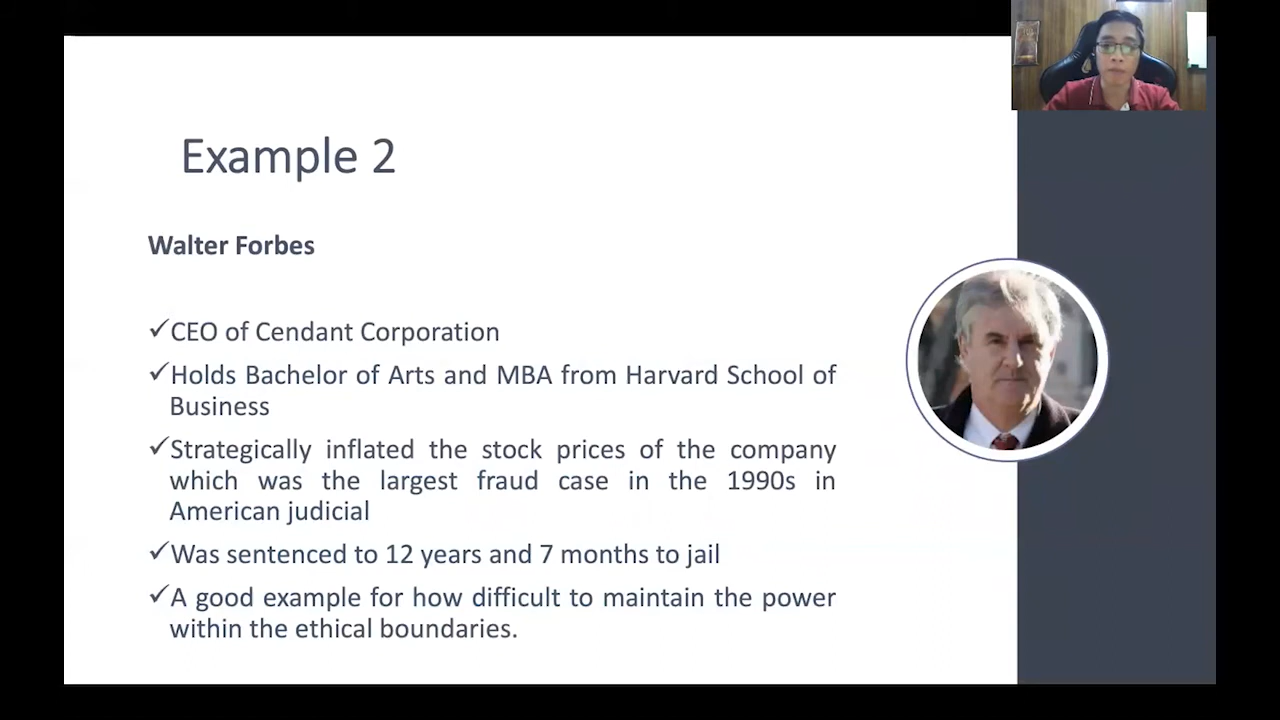 Example 2
Walter Forbes
✓CEO of Cendant Corporation
✓Holds Bachelor of Arts and MBA from Harvard School of
Business
✓Strategically inflated the stock prices of the company
which was the largest fraud case in the 1990s in
American judicial
✓Was sentenced to 12 years and 7 months to jail
✓A good example for how difficult to maintain the power
within the ethical boundaries.